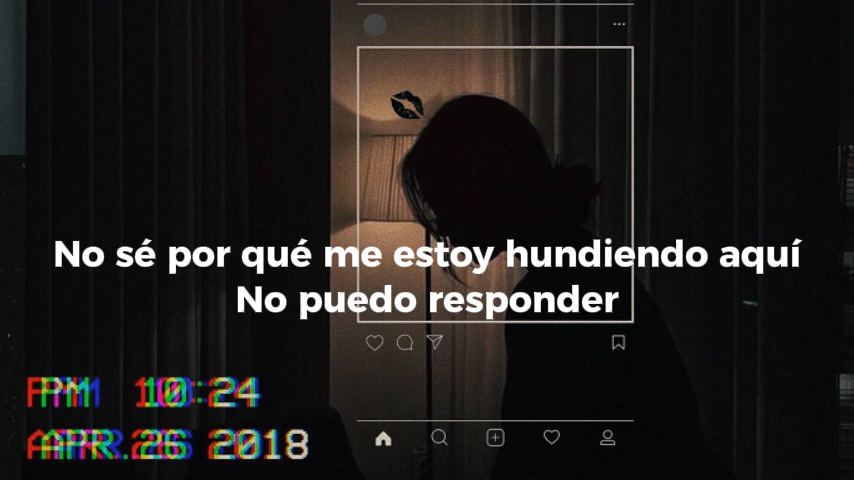 No sé por qué me estoy hundiendo aquí
No puedo responder
PM 10:24
APR.26 2018